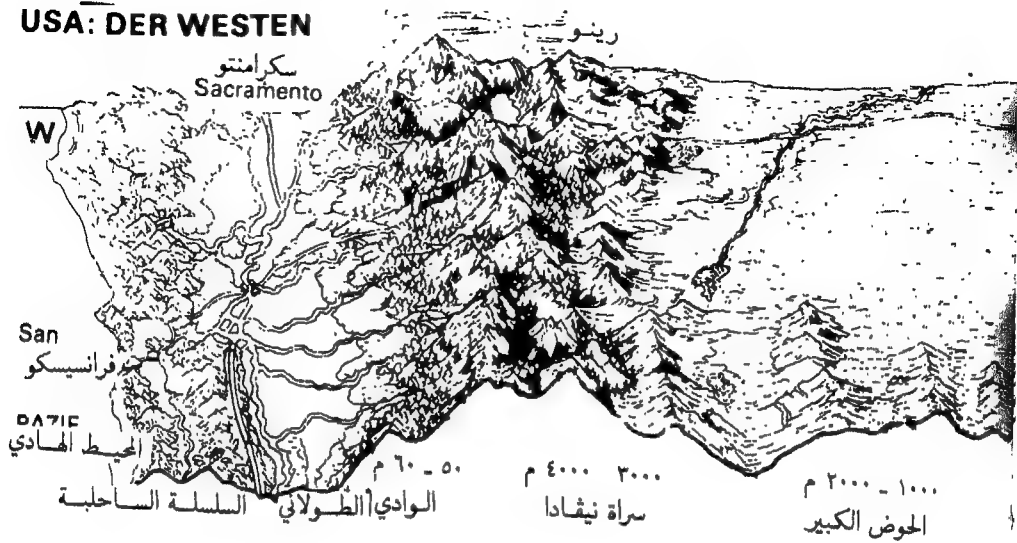 USA: DER WESTEN
رينو
سكرامنتو
Sacramento
W
San
فرانسيسكو
PAZIF
المحيط الهادي
٥٠ - ٦٠ م
٣٠٠٠ ٤٠٠٠ م
١٠٠٠ - ٢٠٠٠ م
السلسلة الساحلية
الوادي الطولاني
سراة نيڤادا
الحوض الكبير